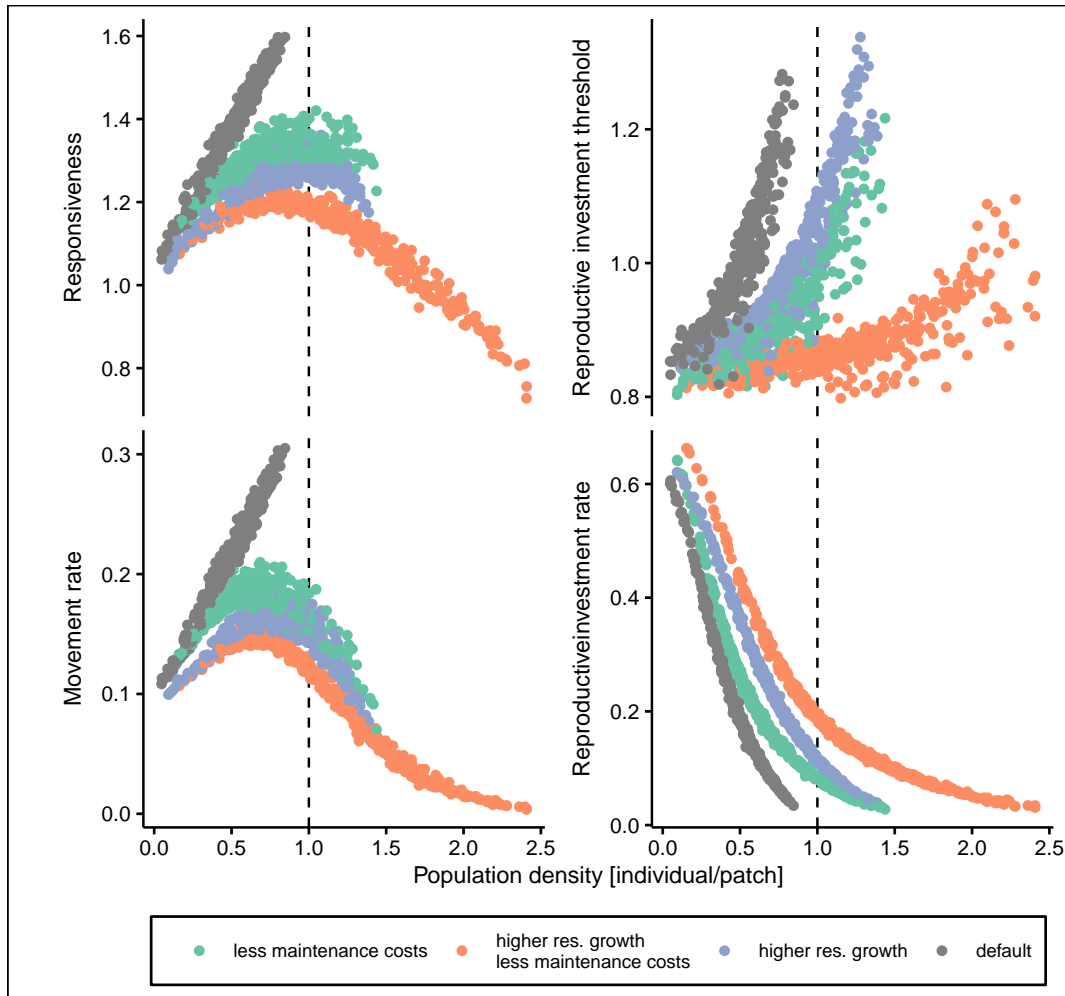 Responsiveness
1.6
1.4
1.2
1.0
0.8
Reproductive investment threshold
1.2
1.0
0.8
Movement rate
0.3
0.2
0.1
0.0
0.0 0.5 1.0 1.5 2.0 2.5
Reproductiveinvestment rate
0.6
0.4
0.2
0.0
0.0 0.5 1.0 1.5 2.0 2.5
Population density [individual/patch]
less maintenance costs
higher res. growth
less maintenance costs
higher res. growth
default